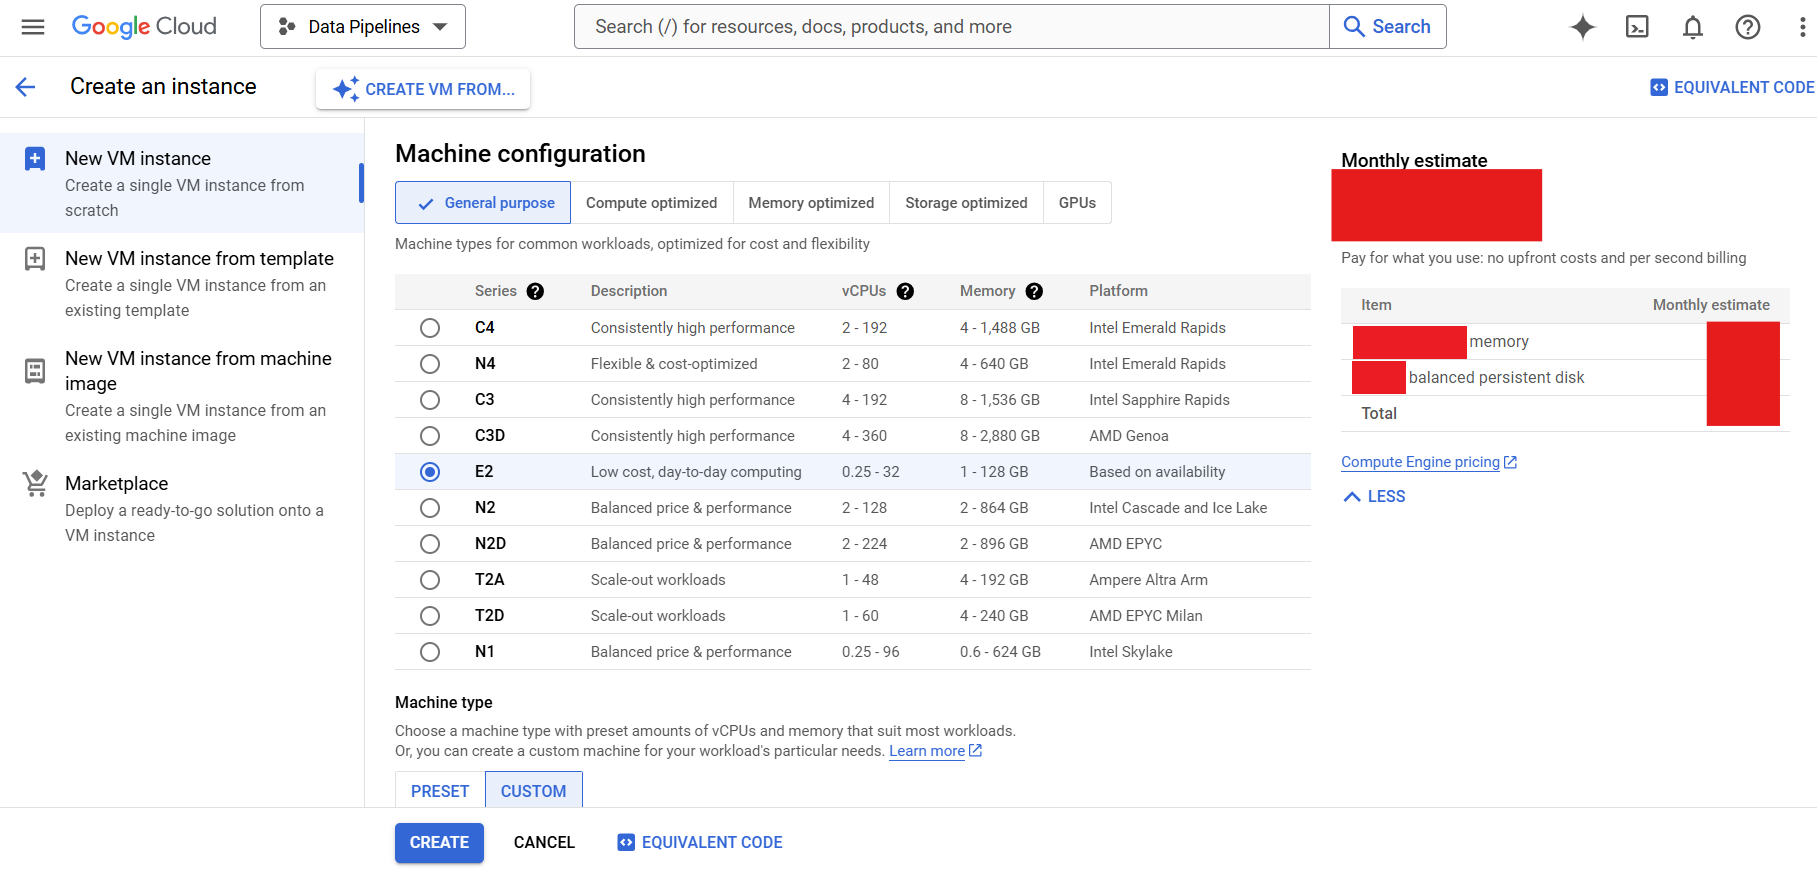 Google Cloud
Data Pipelines
Search (/) for resources, docs, products, and more
Search
Create an instance
CREATE VM FROM...
EQUIVALENT CODE
New VM instance
Create a single VM instance from
scratch
New VM instance from template
Create a single VM instance from an
existing template
New VM instance from machine
image
Create a single VM instance from an
existing machine image
Marketplace
Deploy a ready-to-go solution onto a
VM instance
Machine configuration
General purpose
Compute optimized
Memory optimized
Storage optimized
GPUs
Machine types for common workloads, optimized for cost and flexibility
Series Description vCPUs Memory Platform
C4 Consistently high performance 2 - 192 4 - 1,488 GB Intel Emerald Rapids
N4 Flexible & cost-optimized 2 - 80 4 - 640 GB Intel Emerald Rapids
C3 Consistently high performance 4 - 192 8 - 1,536 GB Intel Sapphire Rapids
C3D Consistently high performance 4 - 360 8 - 2,880 GB AMD Genoa
E2 Low cost, day-to-day computing 0.25 - 32 1 - 128 GB Based on availability
N2 Balanced price & performance 2 - 128 2 - 864 GB Intel Cascade and Ice Lake
N2D Balanced price & performance 2 - 224 2 - 896 GB AMD EPYC
T2A Scale-out workloads 1 - 48 4 - 192 GB Ampere Altra Arm
T2D Scale-out workloads 1 - 60 4 - 240 GB AMD EPYC Milan
N1 Balanced price & performance 0.25 - 96 0.6 - 624 GB Intel Skylake
Machine type
Choose a machine type with preset amounts of vCPUs and memory that suit most workloads.
Or, you can create a custom machine for your workload's particular needs. Learn more
PRESET
CUSTOM
Monthly estimate
Pay for what you use: no upfront costs and per second billing
Item Monthly estimate
memory
balanced persistent disk
Total
Compute Engine pricing
LESS
CREATE
CANCEL
EQUIVALENT CODE